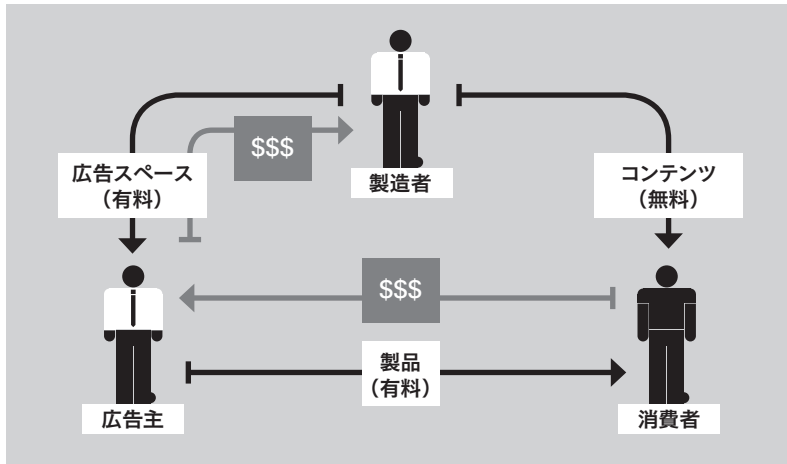 $$$
製造者
広告スペース
（有料）
コンテンツ
（無料）
$$$
製品
（有料）
広告主
消費者